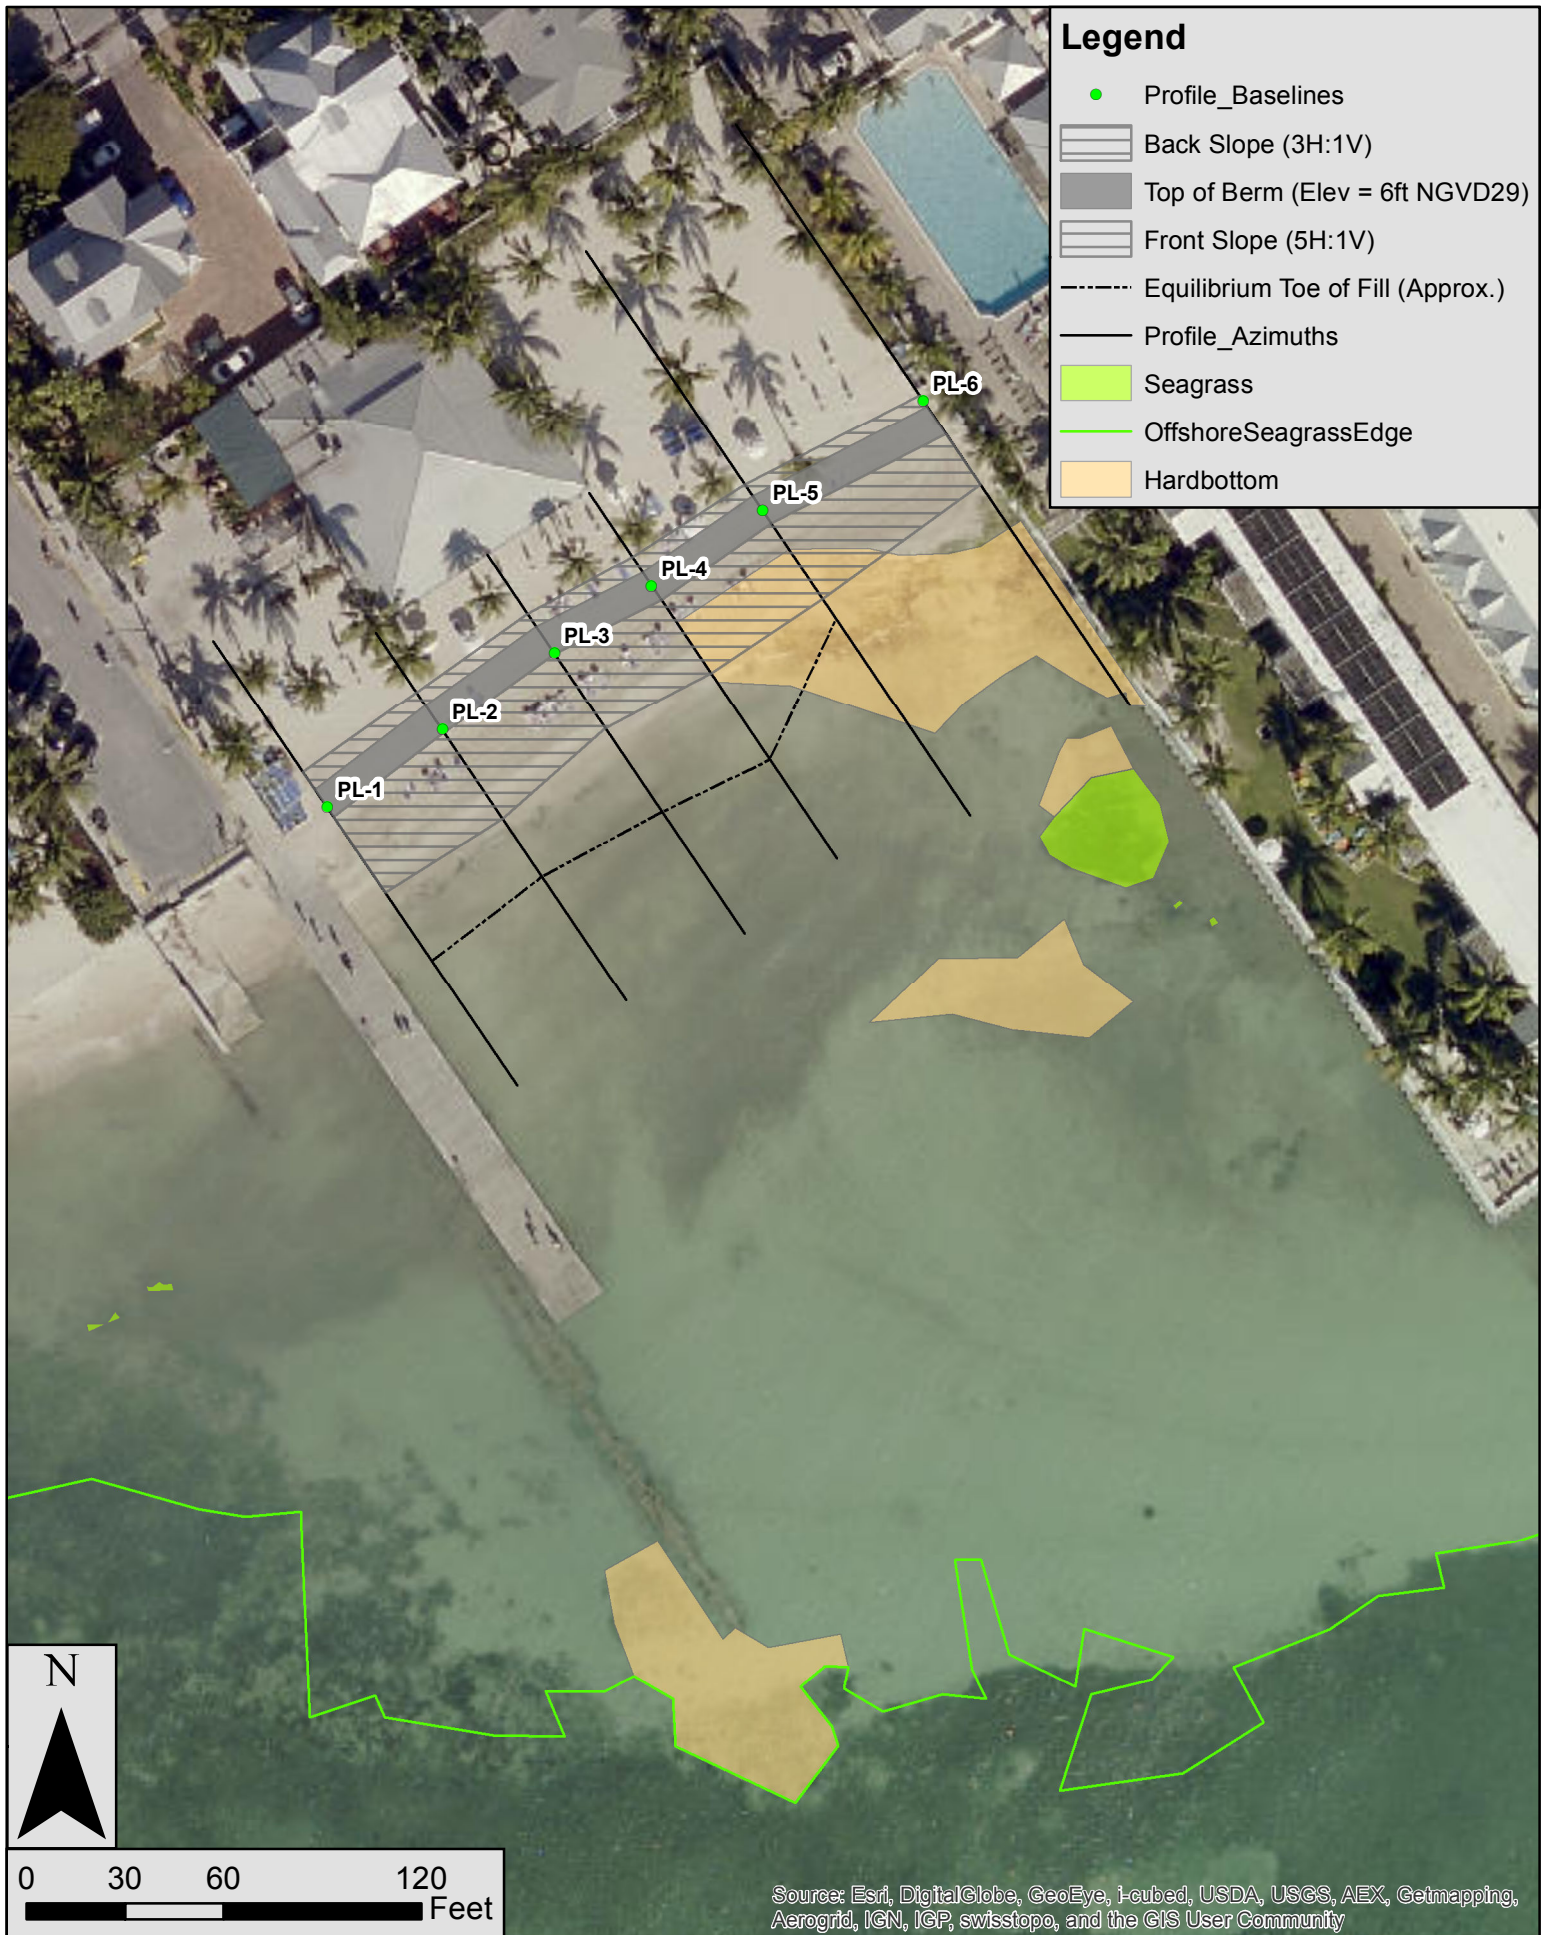 Legend
Profile_Baselines
Back Slope (3H:1V)
Top of Berm (Elev = 6ft NGVD29)
Front Slope (5H:1V)
Equilibrium Toe of Fill (Approx.)
Profile_Azimuths
Seagrass
OffshoreSeagrassEdge
Hardbottom
PL-6
PL-5
PL-4
PL-3
PL-2
PL-1
N
0 30 60 120
Feet
Source: Esri, DigitalGlobe, GeoEye, i-cubed, USDA, USGS, AEX, Getmapping,
Aerogrid, IGN, IGP, swisstopo, and the GIS User Community